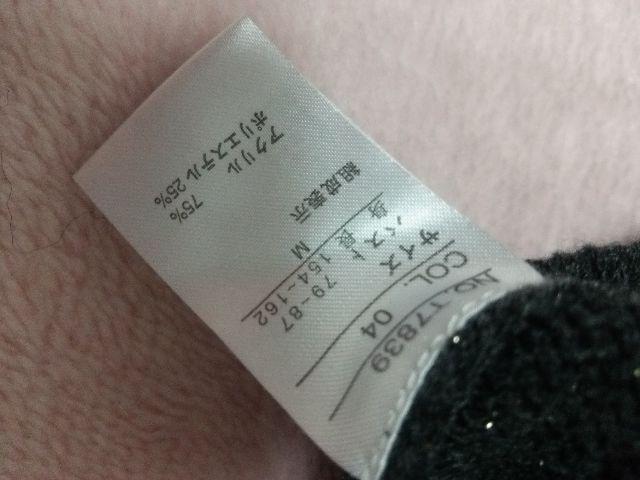 NO.17839
COL. 04
サイズ
バスト 79~87
身長 154~162
M
組成表示
アクリル 75%
ポリエステル 25%